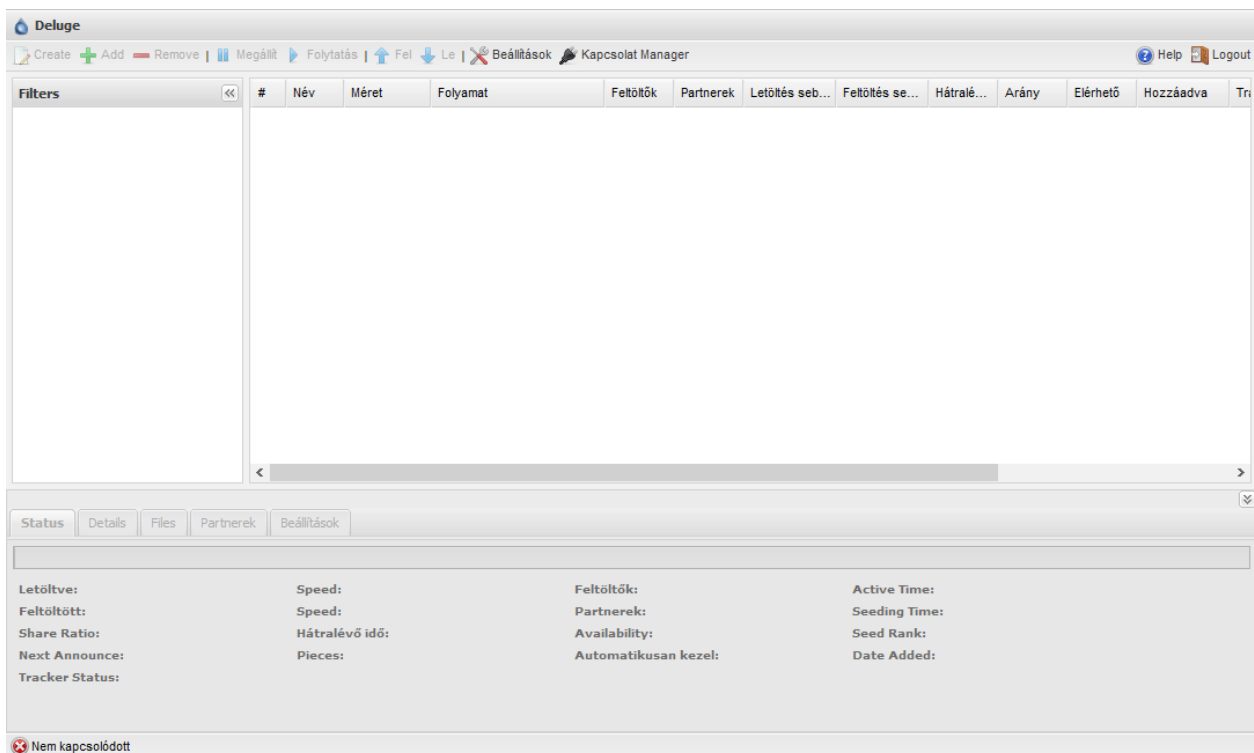 Deluge
Create Add Remove | Megállít Folytatás | Fel Le | Beállítások Kapcsolat Manager Help Logout
Filters # Név Méret Folyamat Feltöltők Partnerek Letöltés seb... Feltöltés se... Hátralé... Arány Elérhető Hozzáadva Tra
Status Details Files Partnerek Beállítások
Letöltve: Speed: Feltöltők: Active Time:
Feltöltött: Speed: Partnerek: Seeding Time:
Share Ratio: Hátralévő idő: Availability: Seed Rank:
Next Announce: Pieces: Automatikusan kezel: Date Added:
Tracker Status:
Nem kapcsolódott